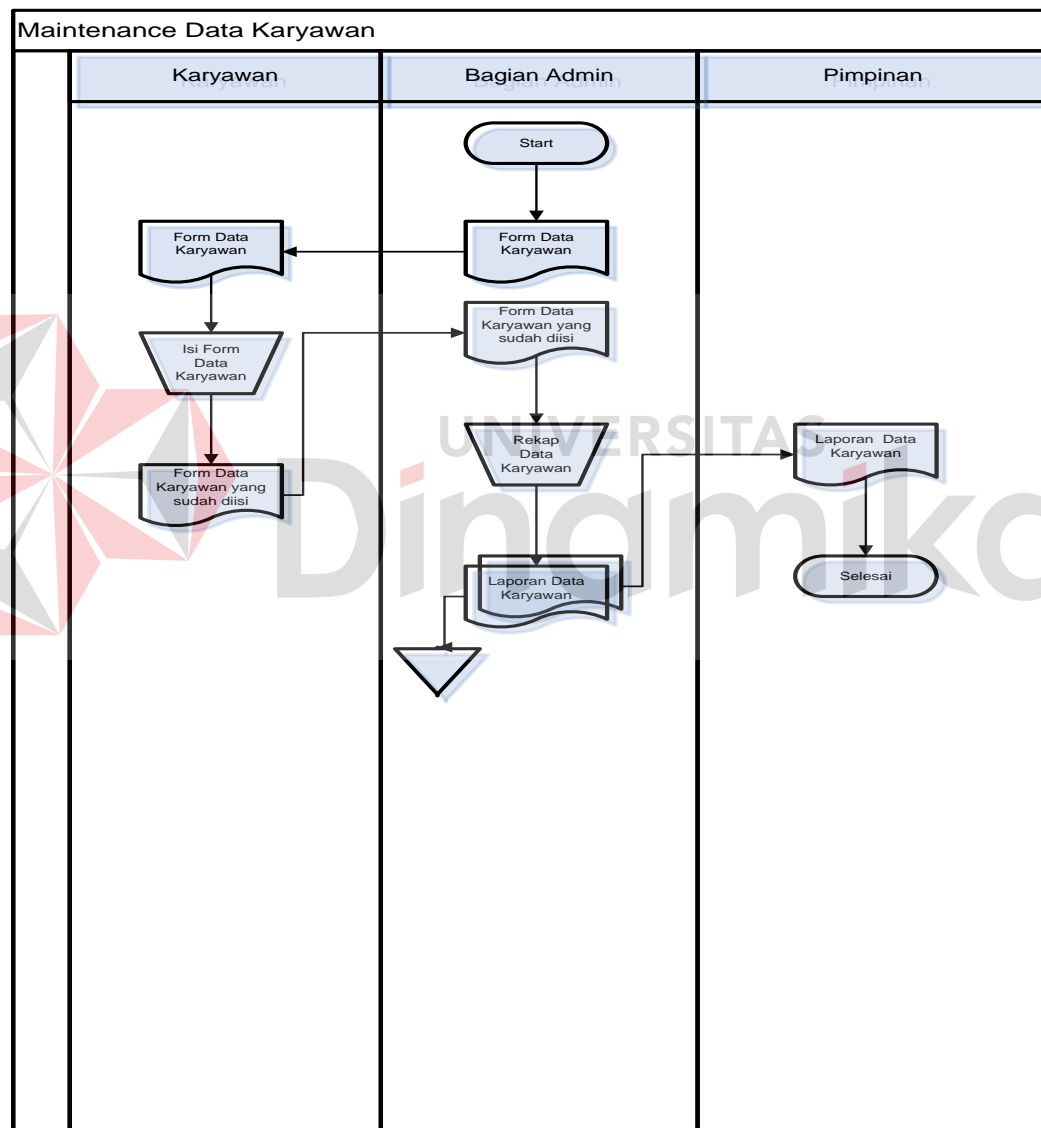 Maintenance Data Karyawan
Karyawan
Bagian Admin
Pimpinan
Start
Form Data
Karyawan
Form Data
Karyawan
Form Data
Karyawan yang
sudah diisi
Isi Form
Data
Karyawan
UNIVERSITAS
Dinamika
Rekap
Data
Karyawan
Laporan Data
Karyawan
Form Data
Karyawan yang
sudah diisi
Laporan Data
Karyawan
Selesai